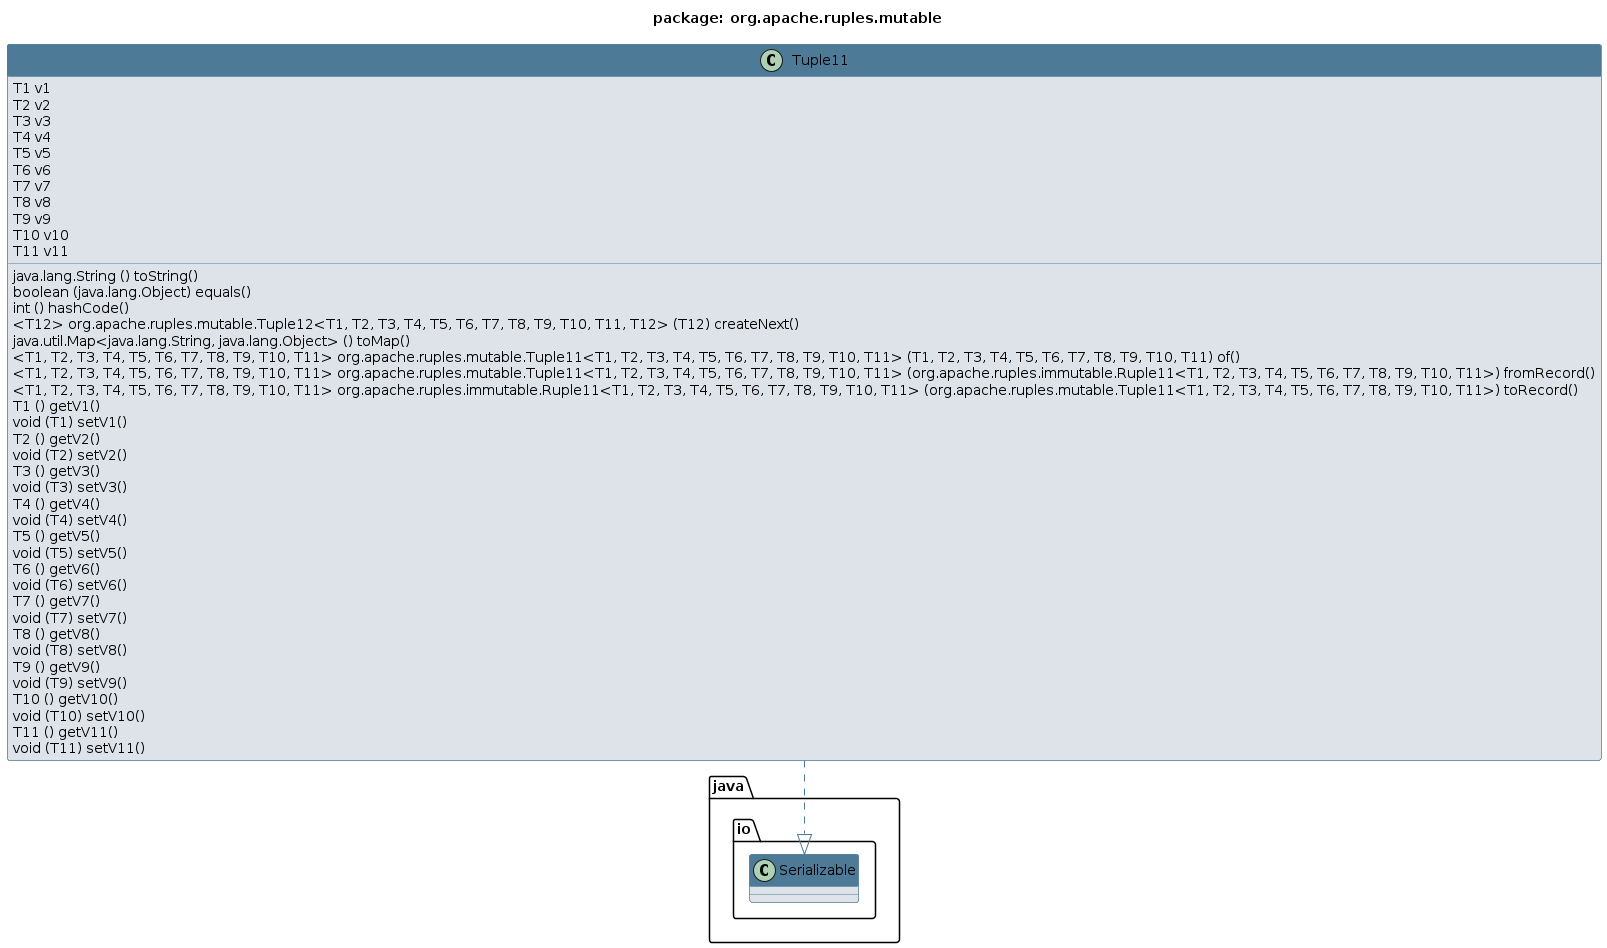 package: org.apache.ruples.mutable
C Tuple11
T1 v1
T2 v2
T3 v3
T4 v4
T5 v5
T6 v6
T7 v7
T8 v8
T9 v9
T10 v10
T11 v11
java.lang.String () toString()
boolean (java.lang.Object) equals()
int () hashCode()
<T12> org.apache.ruples.mutable.Tuple12<T1, T2, T3, T4, T5, T6, T7, T8, T9, T10, T11, T12> (T12) createNext()
java.util.Map<java.lang.String, java.lang.Object> () toMap()
<T1, T2, T3, T4, T5, T6, T7, T8, T9, T10, T11> org.apache.ruples.mutable.Tuple11<T1, T2, T3, T4, T5, T6, T7, T8, T9, T10, T11> (T1, T2, T3, T4, T5, T6, T7, T8, T9, T10, T11) of()
<T1, T2, T3, T4, T5, T6, T7, T8, T9, T10, T11> org.apache.ruples.mutable.Tuple11<T1, T2, T3, T4, T5, T6, T7, T8, T9, T10, T11> (org.apache.ruples.immutable.Ruple11<T1, T2, T3, T4, T5, T6, T7, T8, T9, T10, T11>) fromRecord()
<T1, T2, T3, T4, T5, T6, T7, T8, T9, T10, T11> org.apache.ruples.immutable.Ruple11<T1, T2, T3, T4, T5, T6, T7, T8, T9, T10, T11> (org.apache.ruples.mutable.Tuple11<T1, T2, T3, T4, T5, T6, T7, T8, T9, T10, T11>) toRecord()
T1 () getV1()
void (T1) setV1()
T2 () getV2()
void (T2) setV2()
T3 () getV3()
void (T3) setV3()
T4 () getV4()
void (T4) setV4()
T5 () getV5()
void (T5) setV5()
T6 () getV6()
void (T6) setV6()
T7 () getV7()
void (T7) setV7()
T8 () getV8()
void (T8) setV8()
T9 () getV9()
void (T9) setV9()
T10 () getV10()
void (T10) setV10()
T11 () getV11()
void (T11) setV11()
java
io
C Serializable